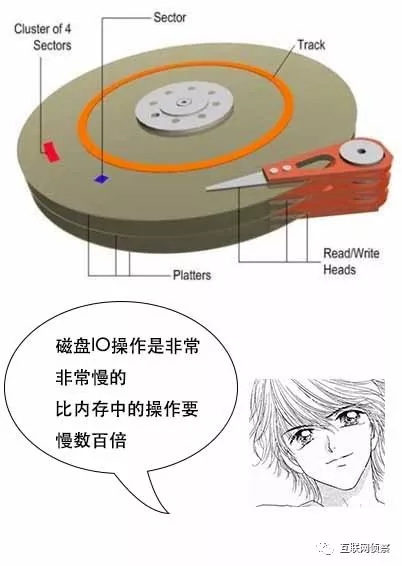 Sector
Cluster of 4
Sectors
Track
Read/Write
Heads
Platters
磁盘IO操作是非常
非常慢的
比内存中的操作要
慢数百倍
互联网侦察